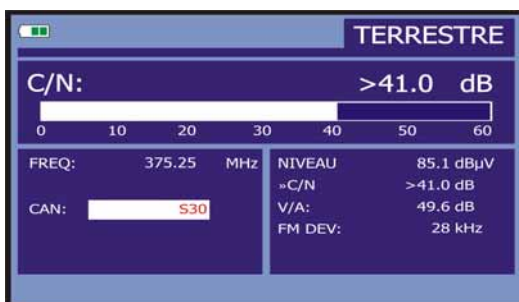 TERRESTRE
C/N: >41.0 dB
0 10 20 30 40 50 60
FREQ: 375.25 MHz
CAN: S30
NIVEAU 85.1 dBµV
»C/N >41.0 dB
V/A: 49.6 dB
FM DEV: 28 kHz